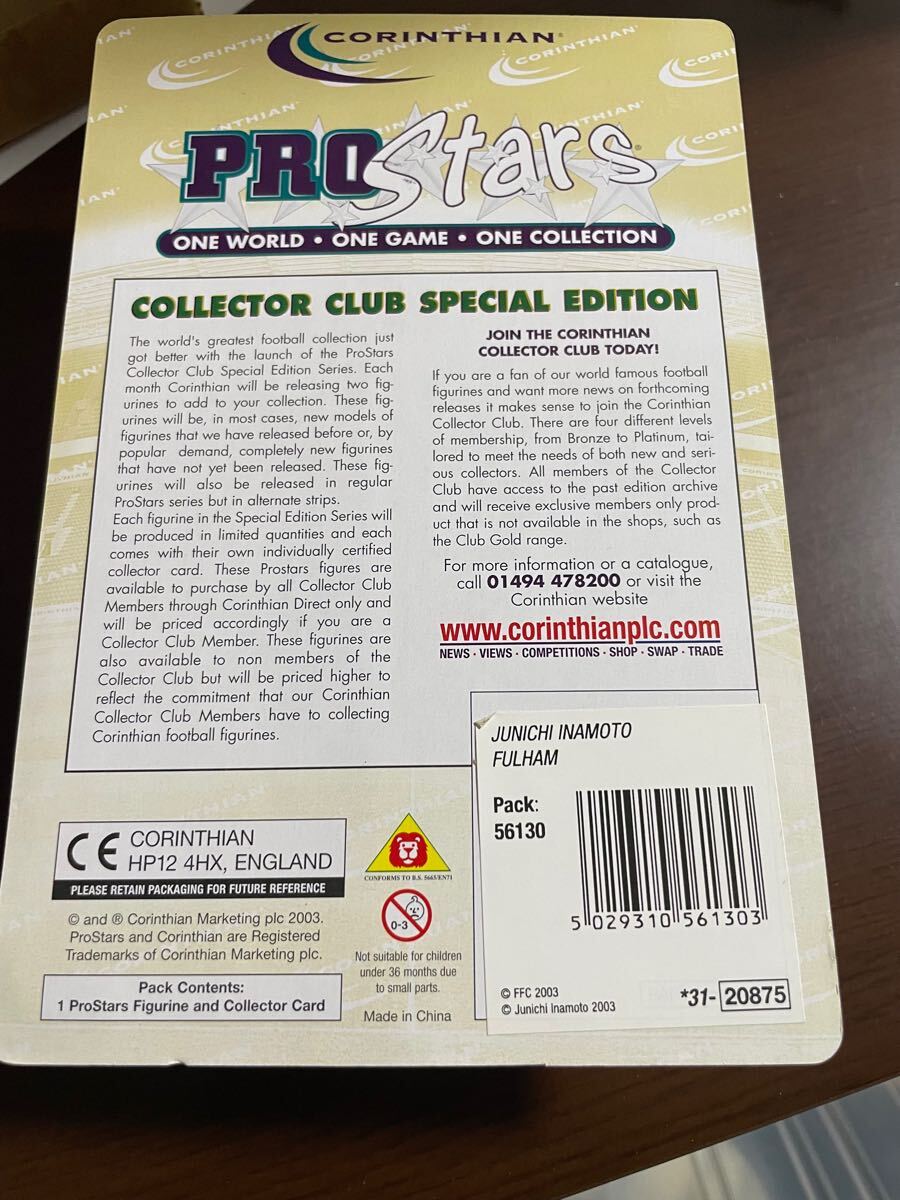 CORINTHIAN®
PROStars®
ONE WORLD • ONE GAME • ONE COLLECTION
COLLECTOR CLUB SPECIAL EDITION
The world's greatest football collection just
got better with the launch of the ProStars
Collector Club Special Edition Series. Each
month Corinthian will be releasing two fig-
urines to add to your collection. These fig-
urines will be, in most cases, new models of
figurines that we have released before or, by
popular demand, completely new figurines
that have not yet been released. These fig-
urines will also be released in regular
ProStars series but in alternate strips.
Each figurine in the Special Edition Series will
be produced in limited quantities and each
comes with their own individually certified
collector card. These Prostars figures are
available to purchase by all Collector Club
Members through Corinthian Direct only and
will be priced accordingly if you are a
Collector Club Member. These figurines are
also available to non members of the
Collector Club but will be priced higher to
reflect the commitment that our Corinthian
Collector Club Members have to collecting
Corinthian football figurines.
JOIN THE CORINTHIAN
COLLECTOR CLUB TODAY!
If you are a fan of our world famous football
figurines and want more news on forthcoming
releases it makes sense to join the Corinthian
Collector Club. There are four different levels
of membership, from Bronze to Platinum, tai-
lored to meet the needs of both new and seri-
ous collectors. All members of the Collector
Club have access to the past edition archive
and will receive exclusive members only prod-
uct that is not available in the shops, such as
the Club Gold range.
For more information or a catalogue,
call 01494 478200 or visit the
Corinthian website
www.corinthianplc.com
NEWS · VIEWS · COMPETITIONS · SHOP · SWAP · TRADE
CE CORINTHIAN
HP12 4HX, ENGLAND
PLEASE RETAIN PACKAGING FOR FUTURE REFERENCE
© and ® Corinthian Marketing plc 2003.
ProStars and Corinthian are Registered
Trademarks of Corinthian Marketing plc.
Pack Contents:
1 ProStars Figurine and Collector Card
CONFORMS TO B.S. 5665/EN71
0-3
Not suitable for children
under 36 months due
to small parts.
Made in China
JUNICHI INAMOTO
FULHAM
Pack:
56130
5 029310 561303
© FFC 2003
© Junichi Inamoto 2003
*31- 20875